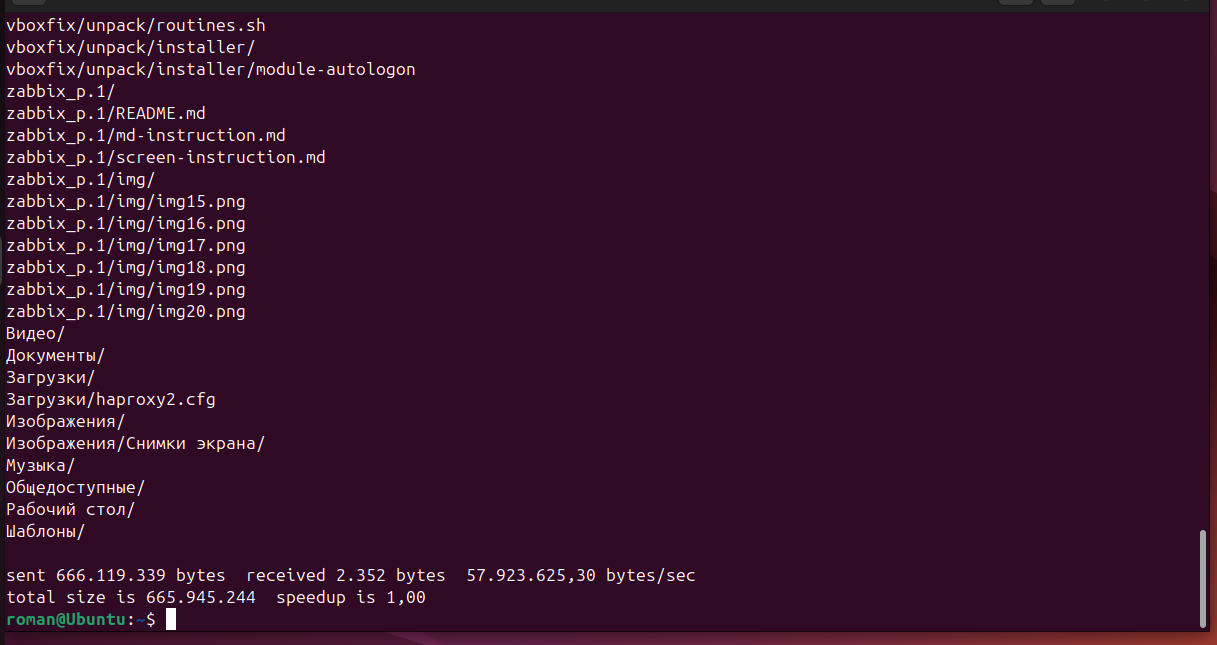 vboxfix/unpack/routines.sh
vboxfix/unpack/installer/
vboxfix/unpack/installer/module-autologon
zabbix_p.1/
zabbix_p.1/README.md
zabbix_p.1/md-instruction.md
zabbix_p.1/screen-instruction.md
zabbix_p.1/img/
zabbix_p.1/img/img15.png
zabbix_p.1/img/img16.png
zabbix_p.1/img/img17.png
zabbix_p.1/img/img18.png
zabbix_p.1/img/img19.png
zabbix_p.1/img/img20.png
Видео/
Документы/
Загрузки/
Загрузки/haproxy2.cfg
Изображения/
Изображения/Снимки экрана/
Музыка/
Общедоступные/
Рабочий стол/
Шаблоны/
sent 666.119.339 bytes  received 2.352 bytes  57.923.625,30 bytes/sec
total size is 665.945.244  speedup is 1,00
roman@Ubuntu:~$